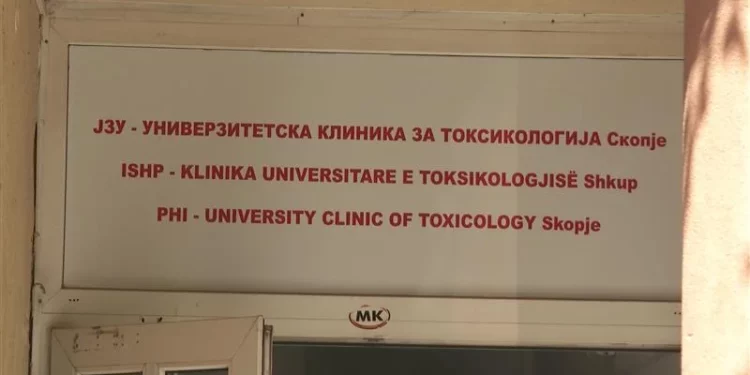 ЈЗУ - УНИВЕРЗИТЕТСКА КЛИНИКА ЗА ТОКСИКОЛОГИЈА Скопје
ISHP - KLINIKA UNIVERSITARE E TOKSIKOLOGJISË Shkup
PHI - UNIVERSITY CLINIC OF TOXICOLOGY Skopje
MK